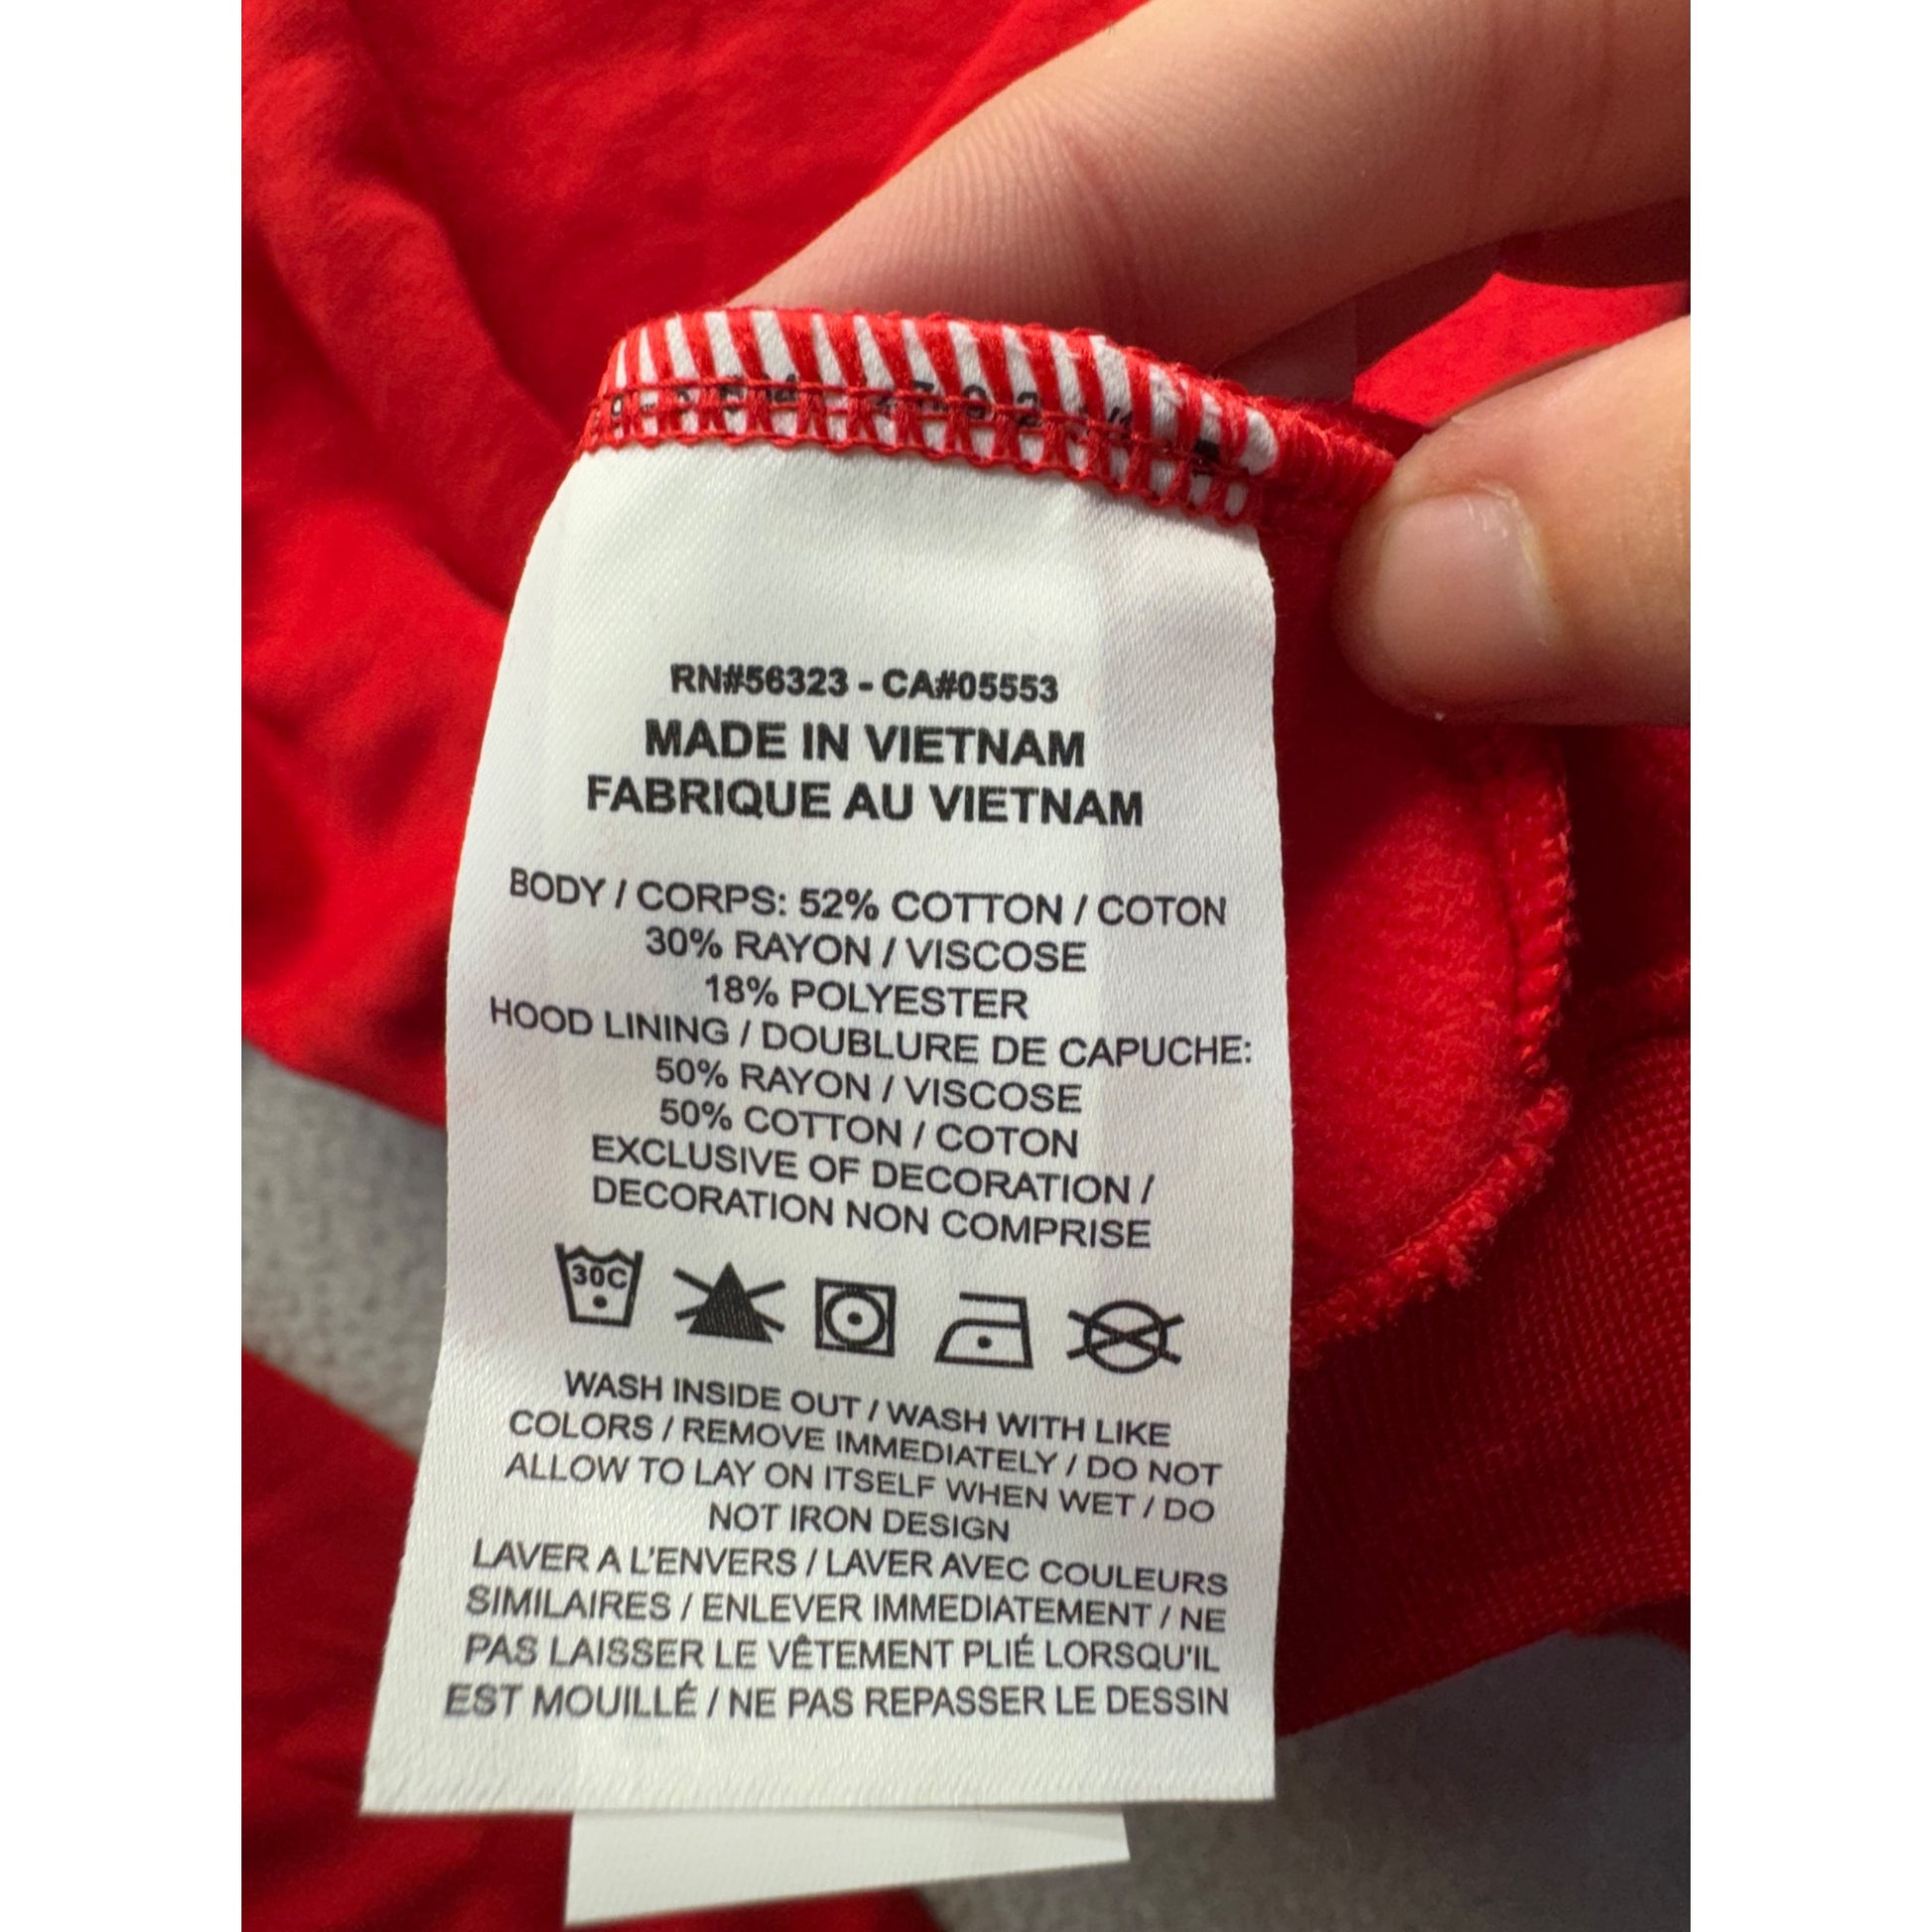 RN#56323 - CA#05553
MADE IN VIETNAM
FABRIQUE AU VIETNAM
BODY / CORPS: 52% COTTON / COTON
30% RAYON / VISCOSE
18% POLYESTER
HOOD LINING / DOUBLURE DE CAPUCHE:
50% RAYON / VISCOSE
50% COTTON / COTON
EXCLUSIVE OF DECORATION /
DECORATION NON COMPRISE
30C
WASH INSIDE OUT / WASH WITH LIKE
COLORS / REMOVE IMMEDIATELY / DO NOT
ALLOW TO LAY ON ITSELF WHEN WET / DO
NOT IRON DESIGN
LAVER A L'ENVERS / LAVER AVEC COULEURS
SIMILAIRES / ENLEVER IMMEDIATEMENT / NE
PAS LAISSER LE VÊTEMENT PLIÉ LORSQU'IL
EST MOUILLÉ / NE PAS REPASSER LE DESSIN